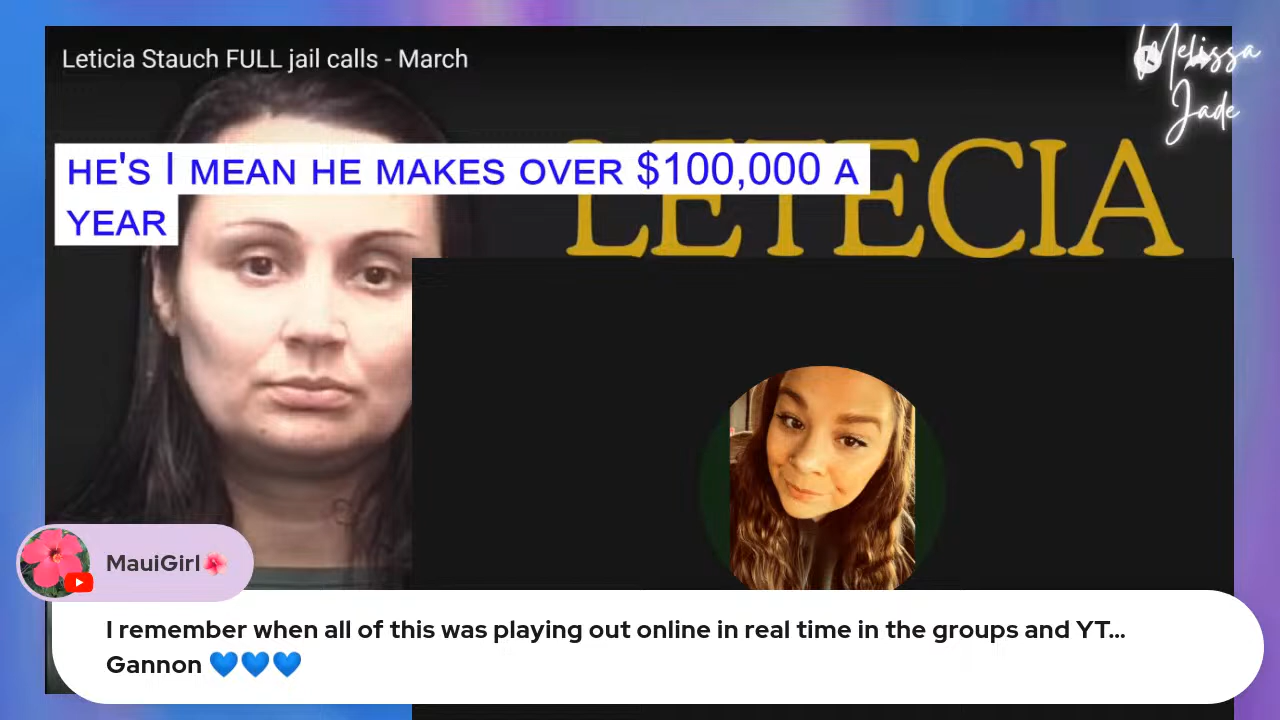 Leticia Stauch FULL jail calls - March
Melissa
Jade
HE'S I MEAN HE MAKES OVER $100,000 A
YEAR
LETECIA
MauiGirl🌺
I remember when all of this was playing out online in real time in the groups and YT...
Gannon 💙💙💙